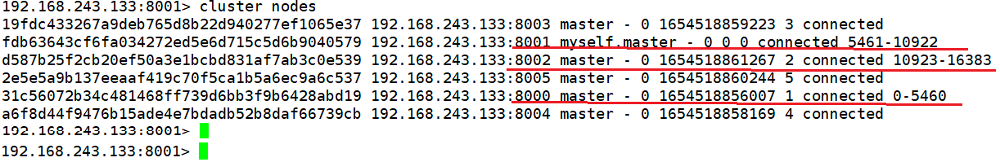 192.168.243.133:8001> cluster nodes
19fdc433267a9deb765d8b22d940277ef1065e37 192.168.243.133:8003 master - 0 1654518859223 3 connected
fdb63643cf6fa034272ed5e6d715c5d6b9040579 192.168.243.133:8001 myself,master - 0 0 0 connected 5461-10922
d587b25f2cb20ef50a3e1bcbd831af7ab3c0e539 192.168.243.133:8002 master - 0 1654518861267 2 connected 10923-16383
2e5e5a9b137eeaaf419c70f5ca1b5a6ec9a6c537 192.168.243.133:8005 master - 0 1654518860244 5 connected
31c56072b34c481468ff739d6bb3f9b6428abd19 192.168.243.133:8000 master - 0 1654518856007 1 connected 0-5460
a6f8d44f9476b15ade4e7bdadb52b8daf66739cb 192.168.243.133:8004 master - 0 1654518858169 4 connected
192.168.243.133:8001>
192.168.243.133:8001>